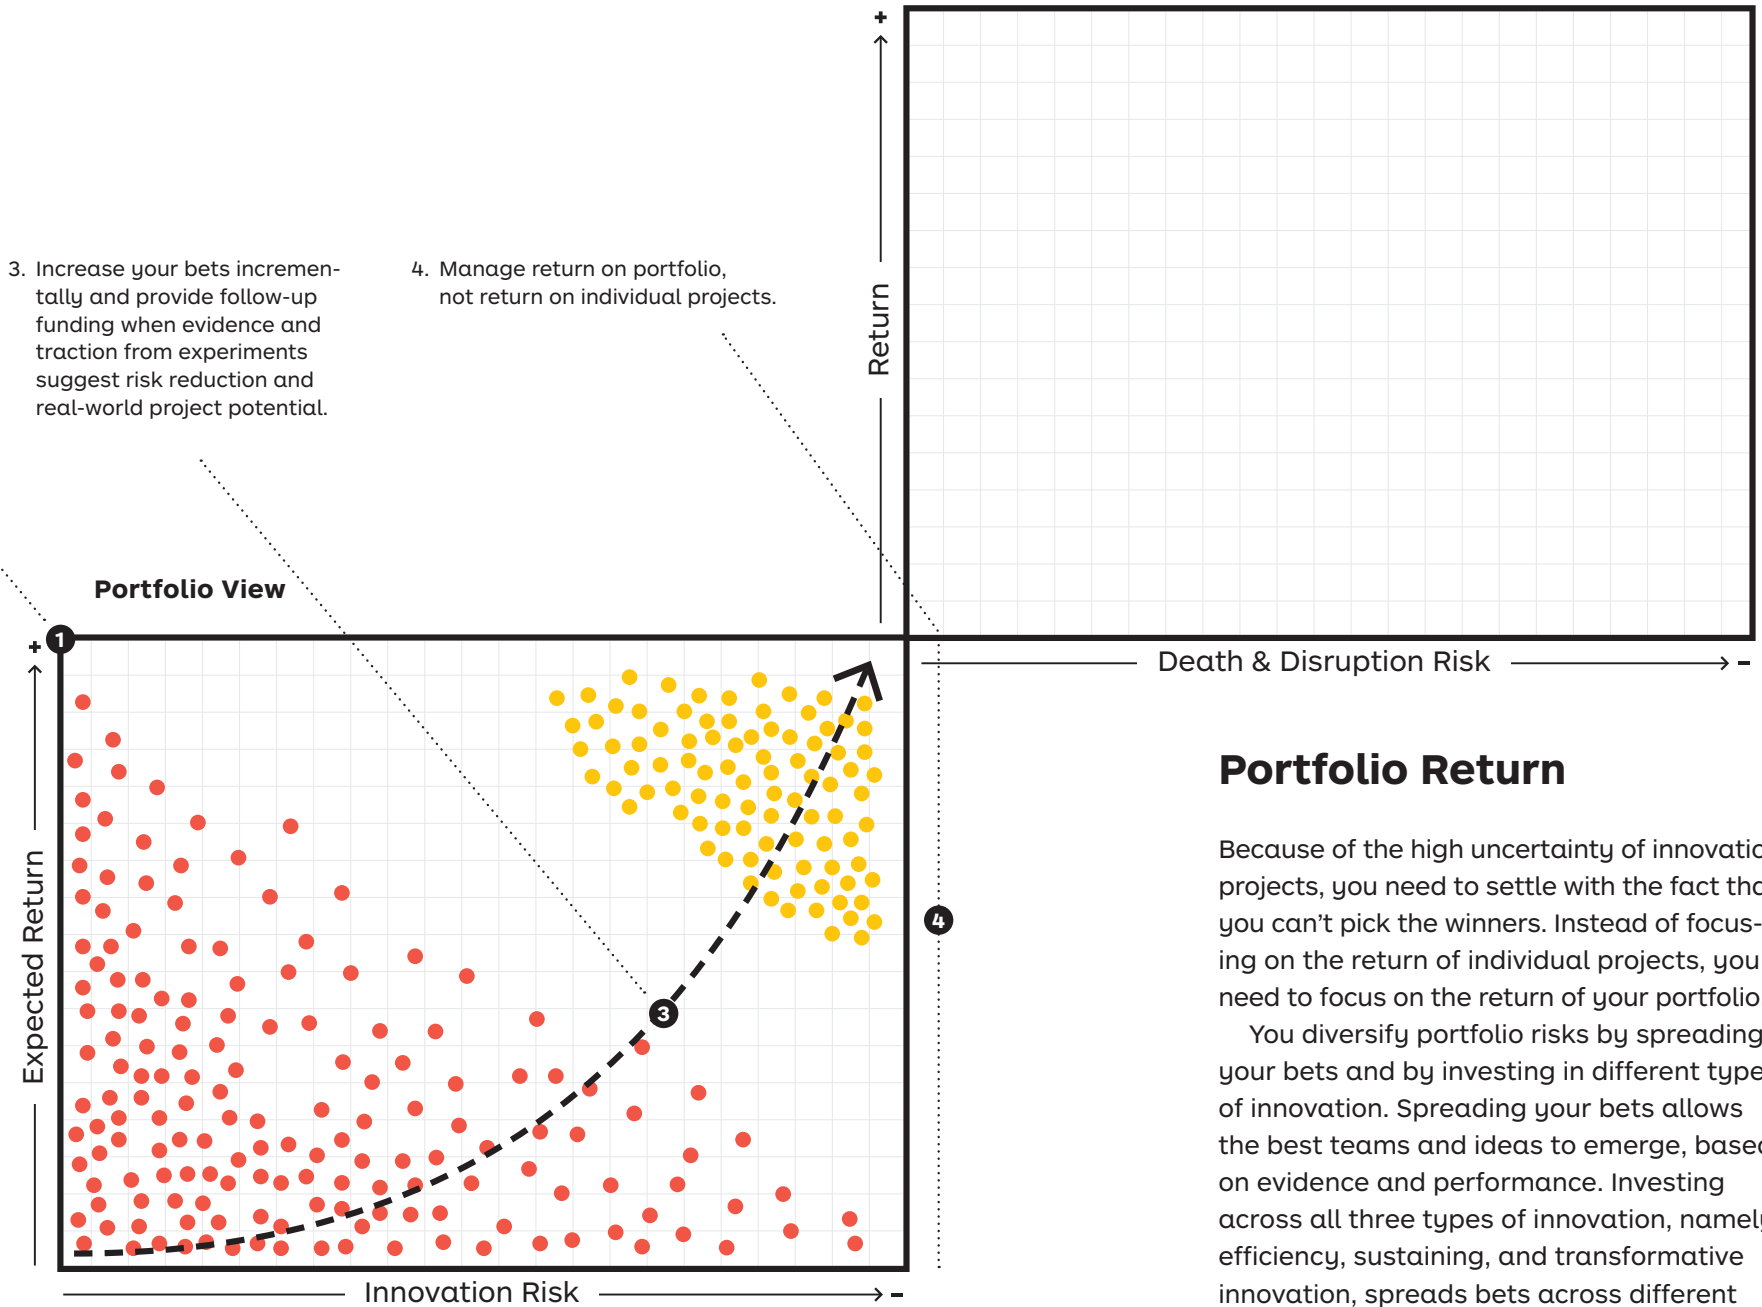 +
Return
3. Increase your bets incremen-
tally and provide follow-up
funding when evidence and
traction from experiments
suggest risk reduction and
real-world project potential.
4. Manage return on portfolio,
not return on individual projects.
Portfolio View
1
+
Expected Return
3
4
Innovation Risk
-
Death & Disruption Risk
-
Portfolio Return
Because of the high uncertainty of innovatio
projects, you need to settle with the fact tha
you can’t pick the winners. Instead of focus-
ing on the return of individual projects, you
need to focus on the return of your portfolio
You diversify portfolio risks by spreading
your bets and by investing in different type
of innovation. Spreading your bets allows
the best teams and ideas to emerge, based
on evidence and performance. Investing
across all three types of innovation, namely
efficiency, sustaining, and transformative
innovation, spreads bets across different